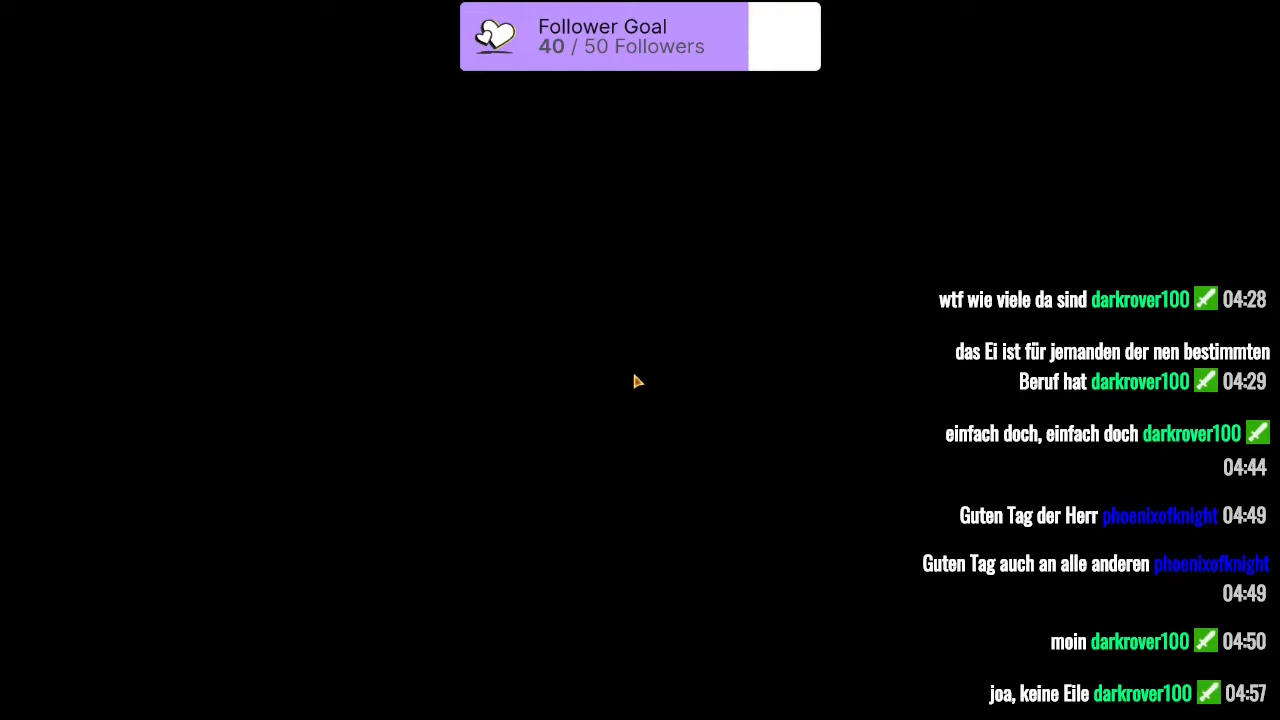 Follower Goal
40 / 50 Followers
wtf wie viele da sind darkrover100 04:28
das Ei ist für jemanden der nen bestimmten
Beruf hat darkrover100 04:29
einfach doch, einfach doch darkrover100
04:44
Guten Tag der Herr phoenixofknight 04:49
Guten Tag auch an alle anderen phoenixofknight
04:49
moin darkrover100 04:50
joa, keine Eile darkrover100 04:57